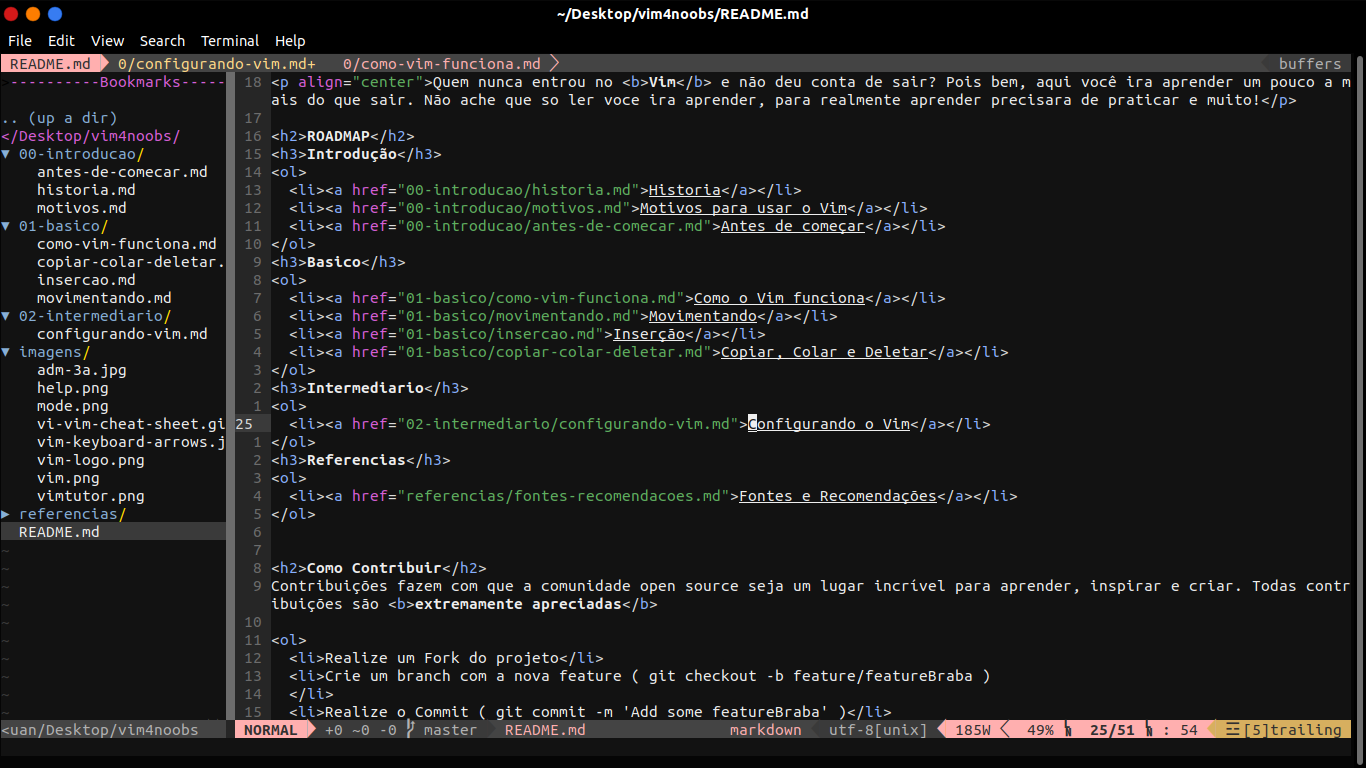 ~/Desktop/vim4noobs/README.md
File Edit View Search Terminal Help
README.md 0/configurando-vim.md+ 0/como-vim-funciona.md buffers
----------Bookmarks-----
.. (up a dir)
</Desktop/vim4noobs/
▼ 00-introducao/
antes-de-comecar.md
historia.md
motivos.md
▼ 01-basico/
como-vim-funciona.md
copiar-colar-deletar.
insercao.md
movimentando.md
▼ 02-intermediario/
configurando-vim.md
▼ imagens/
adm-3a.jpg
help.png
mode.png
vi-vim-cheat-sheet.gi
vim-keyboard-arrows.j
vim-logo.png
vim.png
vimtutor.png
▶ referencias/
README.md
~
~
~
~
~
~
~
~
~
18 <p align="center">Quem nunca entrou no <b>Vim</b> e não deu conta de sair? Pois bem, aqui você ira aprender um pouco a m
ais do que sair. Não ache que so ler voce ira aprender, para realmente aprender precisara de praticar e muito!</p>
17
16 <h2>ROADMAP</h2>
15 <h3>Introdução</h3>
14 <ol>
13 <li><a href="00-introducao/historia.md">Historia</a></li>
12 <li><a href="00-introducao/motivos.md">Motivos para usar o Vim</a></li>
11 <li><a href="00-introducao/antes-de-comecar.md">Antes de começar</a></li>
10 </ol>
9 <h3>Basico</h3>
8 <ol>
7 <li><a href="01-basico/como-vim-funciona.md">Como o Vim funciona</a></li>
6 <li><a href="01-basico/movimentando.md">Movimentando</a></li>
5 <li><a href="01-basico/insercao.md">Inserção</a></li>
4 <li><a href="01-basico/copiar-colar-deletar.md">Copiar, Colar e Deletar</a></li>
3 </ol>
2 <h3>Intermediario</h3>
1 <ol>
25 <li><a href="02-intermediario/configurando-vim.md">Configurando o Vim</a></li>
1 </ol>
2 <h3>Referencias</h3>
3 <ol>
4 <li><a href="referencias/fontes-recomendacoes.md">Fontes e Recomendações</a></li>
5 </ol>
6
7
8 <h2>Como Contribuir</h2>
9 Contribuições fazem com que a comunidade open source seja um lugar incrível para aprender, inspirar e criar. Todas contr
ibuições são <b>extremamente apreciadas</b>
10
11 <ol>
12 <li>Realize um Fork do projeto</li>
13 <li>Crie um branch com a nova feature ( git checkout -b feature/featureBraba )
14 </li>
15 <li>Realize o Commit ( git commit -m 'Add some featureBraba' )</li>
<uan/Desktop/vim4noobs NORMAL +0 ~0 -0 master README.md markdown utf-8[unix] 185W 49% 25/51 : 54 ☲[5]trailing